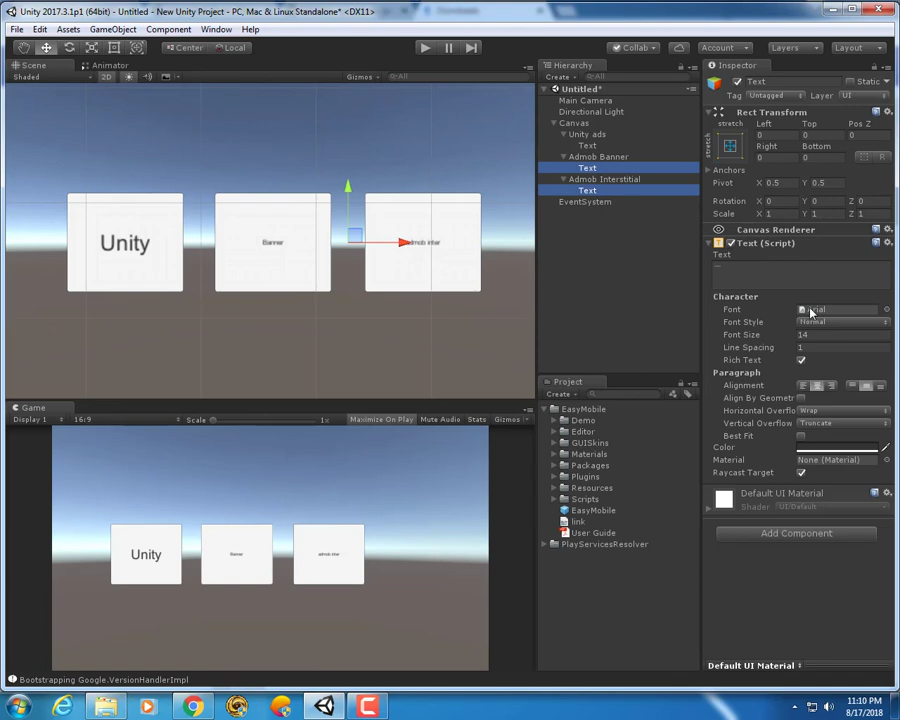 Unity 2017.3.1p1 (64bit) - Untitled - New Unity Project - PC, Mac & Linux Standalone* <DX11>
File Edit Assets GameObject Component Window Help
Center Local Collab Account Layers Layout
Scene Animator
Shaded 2D Gizmos All
Unity
Banner
Game
Display 1 16:9 Scale 1x Maximize On Play Mute Audio Stats Gizmos
Unity
Banner
admob inter
Bootstrapping Google.VersionHandlerImpl
Hierarchy
Create All
Untitled*
Main Camera
Directional Light
Canvas
Unity ads
Text
Admob Banner
Text
Admob Interstitial
Text
EventSystem
Project
Create
EasyMobile
Demo
Editor
GUISkins
Materials
Packages
Plugins
Resources
Scripts
EasyMobile
link
User Guide
PlayServicesResolver
Inspector
Text Static
Tag Untagged Layer UI
Rect Transform
stretch Left Top Pos Z
stretch 0 0 0
Right Bottom
0 0 R
Anchors
Pivot X 0.5 Y 0.5
Rotation X 0 Y 0 Z 0
Scale X 1 Y 1 Z 1
Canvas Renderer
Text (Script)
Text
—
Character
Font
Font Style Normal
Font Size 14
Line Spacing 1
Rich Text
Paragraph
Alignment
Align By Geometr
Horizontal Overflo Wrap
Vertical Overflow Truncate
Best Fit
Color
Material None (Material)
Raycast Target
Default UI Material
Shader UI/Default
Add Component
Default UI Material
11:10 PM
8/17/2018